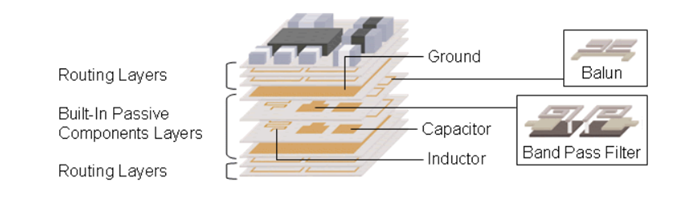 Routing Layers
Built-In Passive
Components Layers
Routing Layers
Ground
Capacitor
Inductor
Balun
Band Pass Filter